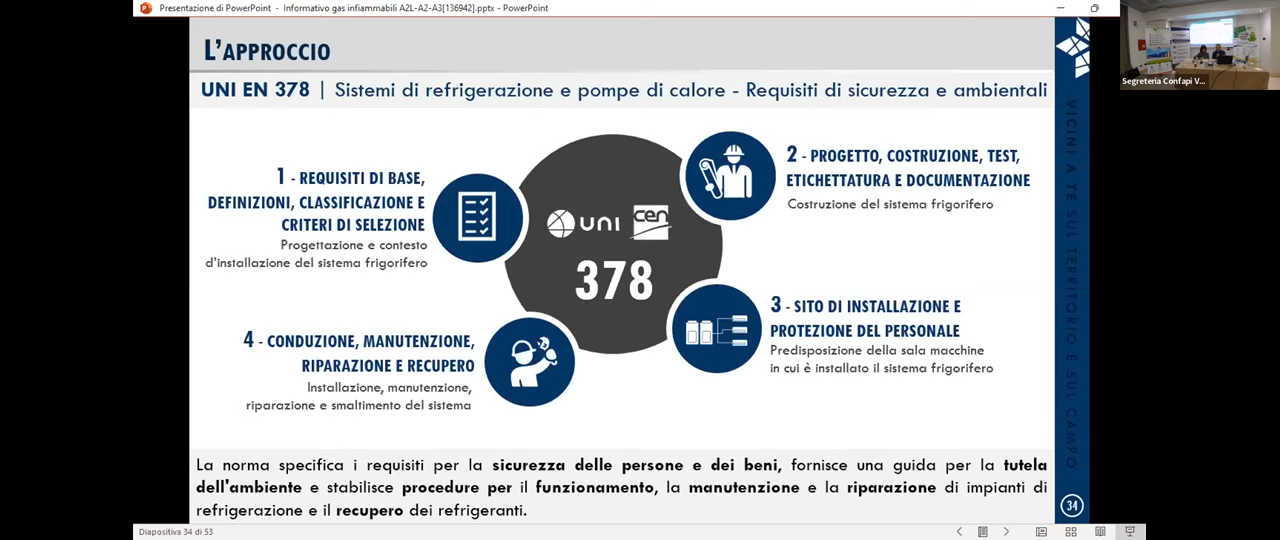 Presentazione di PowerPoint - Informativo gas infiammabili A2L-A2-A3[136942].pptx - PowerPoint
Segreteria Confapi V...
L'APPROCCIO
UNI EN 378 | Sistemi di refrigerazione e pompe di calore - Requisiti di sicurezza e ambientali
1 - REQUISITI DI BASE,
DEFINIZIONI, CLASSIFICAZIONE E
CRITERI DI SELEZIONE
Progettazione e contesto
d'installazione del sistema frigorifero
2 - PROGETTO, COSTRUZIONE, TEST,
ETICHETTATURA E DOCUMENTAZIONE
Costruzione del sistema frigorifero
UNI cen
378
3 - SITO DI INSTALLAZIONE E
PROTEZIONE DEL PERSONALE
Predisposizione della sala macchine
in cui è installato il sistema frigorifero
4 - CONDUZIONE, MANUTENZIONE,
RIPARAZIONE E RECUPERO
Installazione, manutenzione,
riparazione e smaltimento del sistema
La norma specifica i requisiti per la sicurezza delle persone e dei beni, fornisce una guida per la tutela
dell'ambiente e stabilisce procedure per il funzionamento, la manutenzione e la riparazione di impianti di
refrigerazione e il recupero dei refrigeranti.
VICINI A TE SUL TERRITORIO E SUL CAMPO
34
Diapositiva 34 di 53